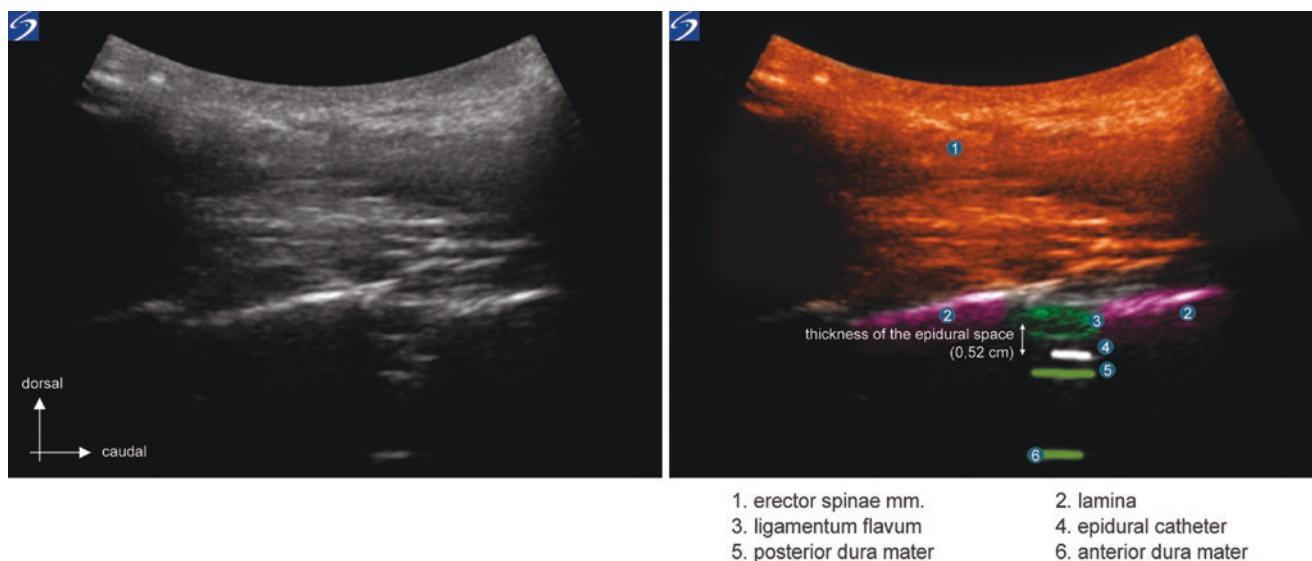 dorsal
caudal
1
2
2
3
thickness of the epidural space
(0,52 cm)
4
5
6
1. erector spinae mm.
2. lamina
3. ligamentum flavum
4. epidural catheter
5. posterior dura mater
6. anterior dura mater